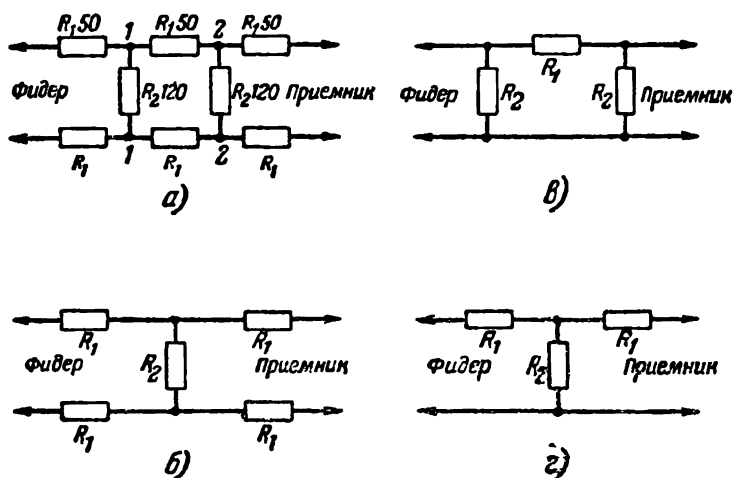 R₁50 1 R₁50 2 R₁50
Фидер R₂120 R₂120 Приемник
R₁ 1 R₁ 2 R₁
а)
R₁
Фидер R₂ R₂ Приемник
в)
R₁ R₁
Фидер R₂ Приемник
R₁ R₁
б)
R₁ R₁
Фидер R₂ Приемник
г)